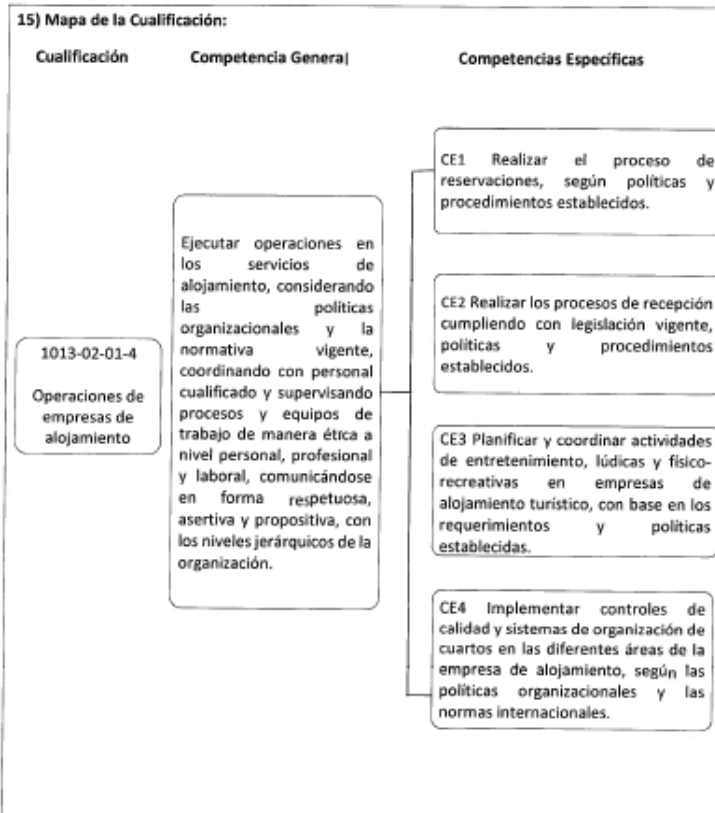 15) Mapa de la Cualificación:
Cualificación Competencia General Competencias Específicas
1013-02-01-4
Operaciones de
empresas de
alojamiento
Ejecutar operaciones en
los servicios de
alojamiento, considerando
las políticas
organizacionales y la
normativa vigente,
coordinando con personal
cualificado y supervisando
procesos y equipos de
trabajo de manera ética a
nivel personal, profesional
y laboral, comunicándose
en forma respetuosa,
asertiva y propositiva, con
los niveles jerárquicos de la
organización.
CE1 Realizar el proceso de
reservaciones, según políticas y
procedimientos establecidos.
CE2 Realizar los procesos de recepción
cumpliendo con legislación vigente,
políticas y procedimientos
establecidos.
CE3 Planificar y coordinar actividades
de entretenimiento, lúdicas y físico-
recreativas en empresas de
alojamiento turístico, con base en los
requerimientos y políticas
establecidas.
CE4 Implementar controles de
calidad y sistemas de organización de
cuartos en las diferentes áreas de la
empresa de alojamiento, según las
políticas organizacionales y las
normas internacionales.